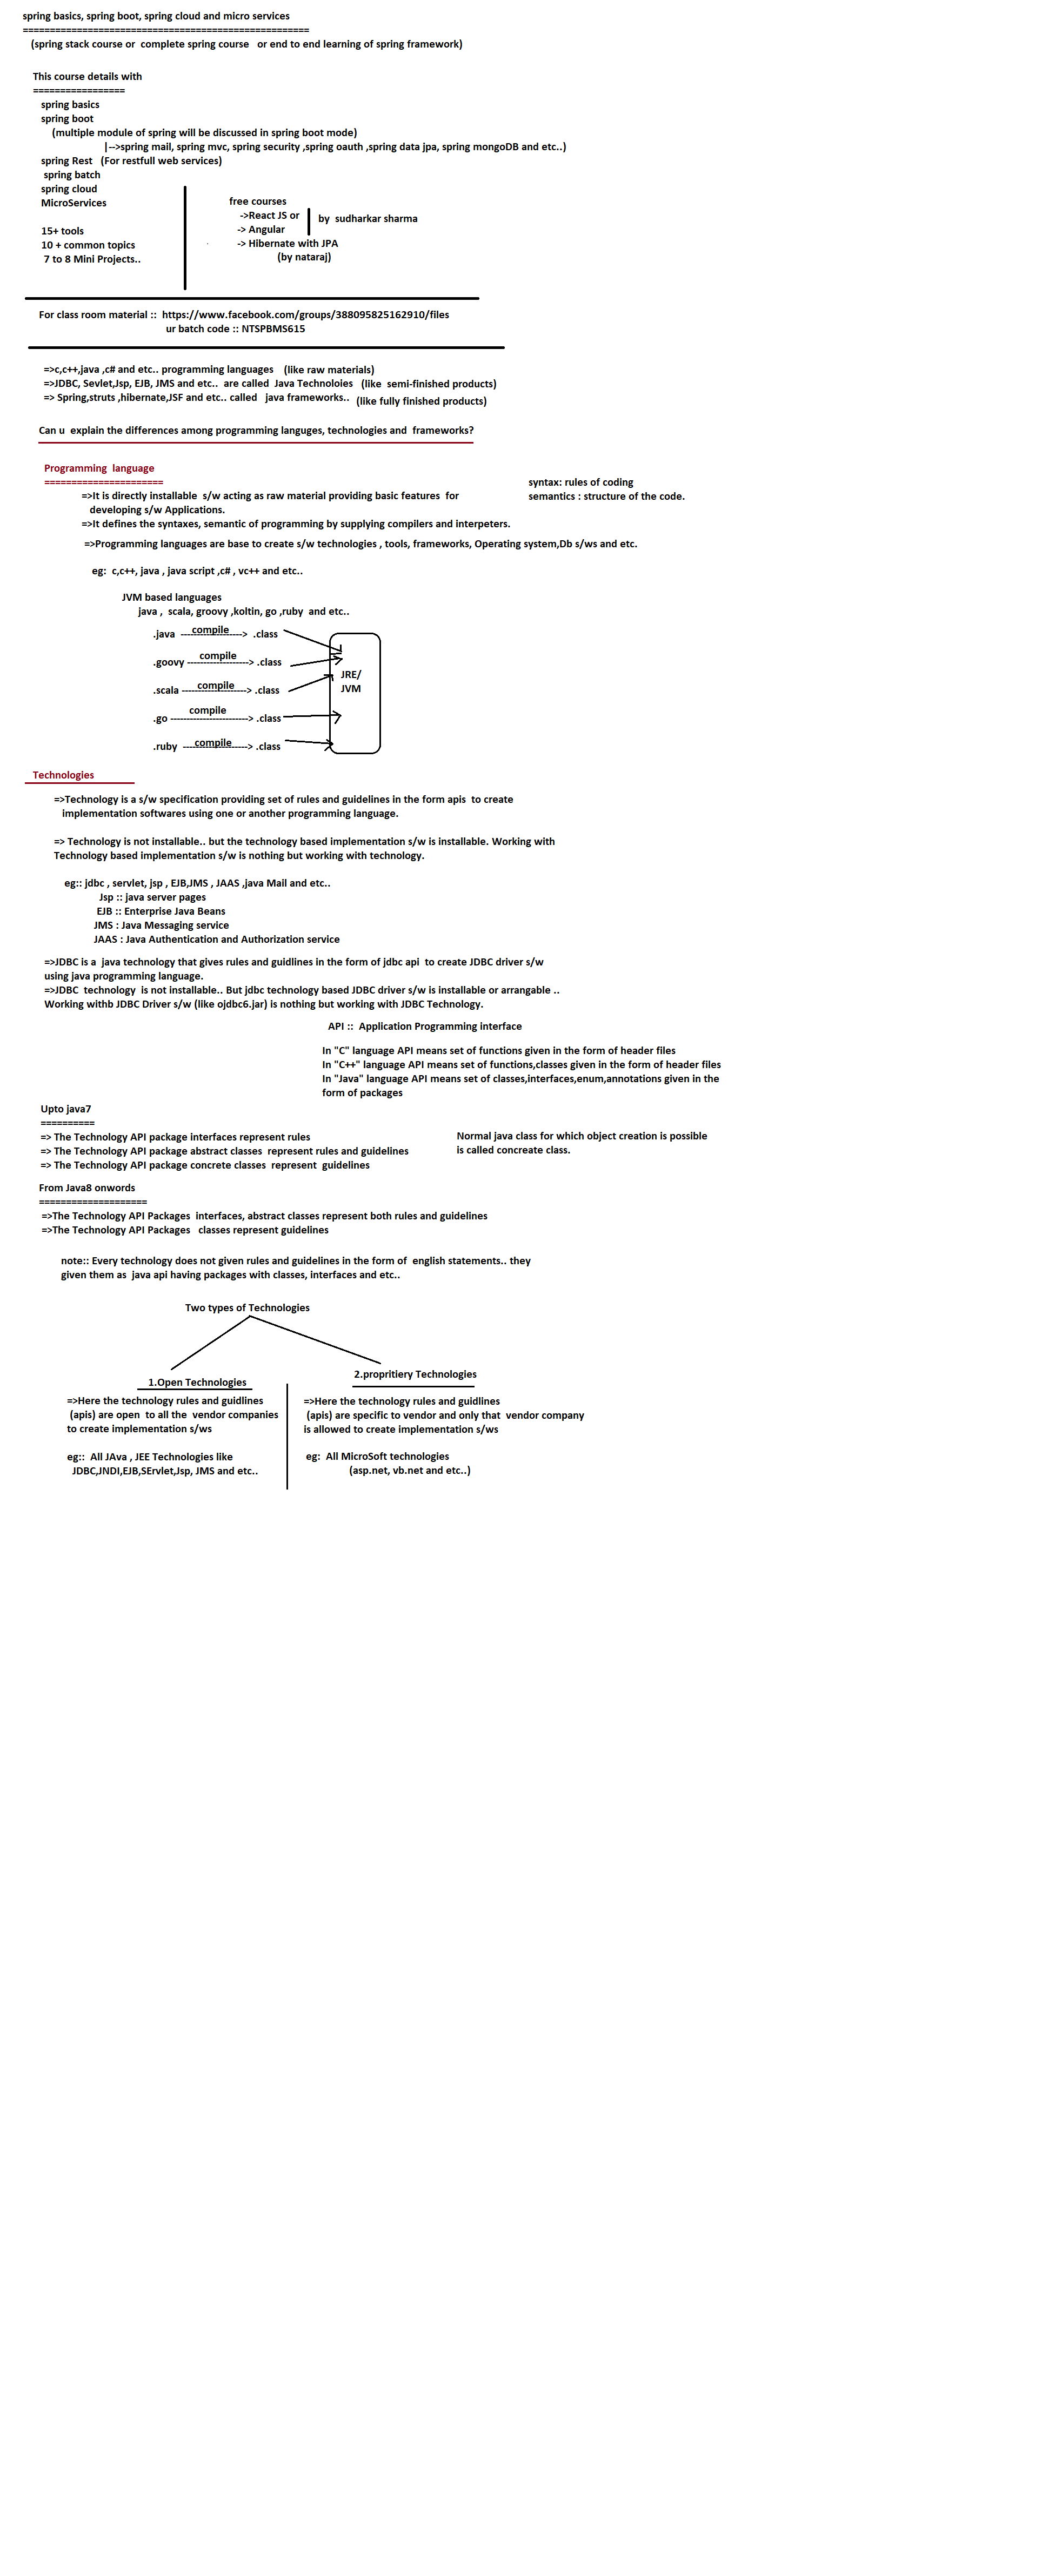 spring basics, spring boot, spring cloud and micro services
=====================================================
(spring stack course or complete spring course or end to end learning of spring framework)
This course details with
=================
spring basics
spring boot
(multiple module of spring will be discussed in spring boot mode)
|-->spring mail, spring mvc, spring security ,spring oauth ,spring data jpa, spring mongoDB and etc..)
spring Rest (For restfull web services)
spring batch
spring cloud
MicroServices
15+ tools
10 + common topics
7 to 8 Mini Projects..
free courses
->React JS or
-> Angular
by sudharkar sharma
-> Hibernate with JPA
(by nataraj)
For class room material :: https://www.facebook.com/groups/388095825162910/files
ur batch code :: NTSPBMS615
=>c,c++,java ,c# and etc.. programming languages (like raw materials)
=>JDBC, Sevlet,Jsp, EJB, JMS and etc.. are called Java Technoloies (like semi-finished products)
=> Spring,struts ,hibernate,JSF and etc.. called java frameworks.. (like fully finished products)
Can u explain the differences among programming languges, technologies and frameworks?
Programming language
======================
=>It is directly installable s/w acting as raw material providing basic features for
developing s/w Applications.
=>It defines the syntaxes, semantic of programming by supplying compilers and interpeters.
syntax: rules of coding
semantics : structure of the code.
=>Programming languages are base to create s/w technologies , tools, frameworks, Operating system,Db s/ws and etc.
eg: c,c++, java , java script ,c# , vc++ and etc..
JVM based languages
java , scala, groovy ,koltin, go ,ruby and etc..
.java -------compile-------> .class
.goovy -------compile-------> .class
.scala -------compile-------> .class
.go -------compile-------> .class
.ruby -------compile-------> .class
JRE/
JVM
Technologies
=>Technology is a s/w specification providing set of rules and guidelines in the form apis to create
implementation softwares using one or another programming language.
=> Technology is not installable.. but the technology based implementation s/w is installable. Working with
Technology based implementation s/w is nothing but working with technology.
eg:: jdbc , servlet, jsp , EJB,JMS , JAAS ,java Mail and etc..
Jsp :: java server pages
EJB :: Enterprise Java Beans
JMS : Java Messaging service
JAAS : Java Authentication and Authorization service
=>JDBC is a java technology that gives rules and guidlines in the form of jdbc api to create JDBC driver s/w
using java programming language.
=>JDBC technology is not installable.. But jdbc technology based JDBC driver s/w is installable or arrangable ..
Working withb JDBC Driver s/w (like ojdbc6.jar) is nothing but working with JDBC Technology.
API :: Application Programming interface
In "C" language API means set of functions given in the form of header files
In "C++" language API means set of functions,classes given in the form of header files
In "Java" language API means set of classes,interfaces,enum,annotations given in the
form of packages
Upto java7
==========
=> The Technology API package interfaces represent rules
=> The Technology API package abstract classes represent rules and guidelines
=> The Technology API package concrete classes represent guidelines
Normal java class for which object creation is possible
is called concreate class.
From Java8 onwords
====================
=>The Technology API Packages interfaces, abstract classes represent both rules and guidelines
=>The Technology API Packages classes represent guidelines
note:: Every technology does not given rules and guidelines in the form of english statements.. they
given them as java api having packages with classes, interfaces and etc..
Two types of Technologies
1.Open Technologies
=>Here the technology rules and guidlines
(apis) are open to all the vendor companies
to create implementation s/ws
eg:: All JAva , JEE Technologies like
JDBC,JNDI,EJB,SErvlet,Jsp, JMS and etc..
2.propritiery Technologies
=>Here the technology rules and guidlines
(apis) are specific to vendor and only that vendor company
is allowed to create implementation s/ws
eg: All MicroSoft technologies
(asp.net, vb.net and etc..)